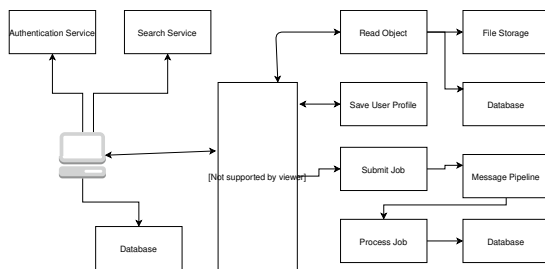 Authentication Service
Search Service
Read Object
File Storage
Save User Profile
Database
[Not supported by viewer]
Submit Job
Message Pipeline
Database
Process Job
Database